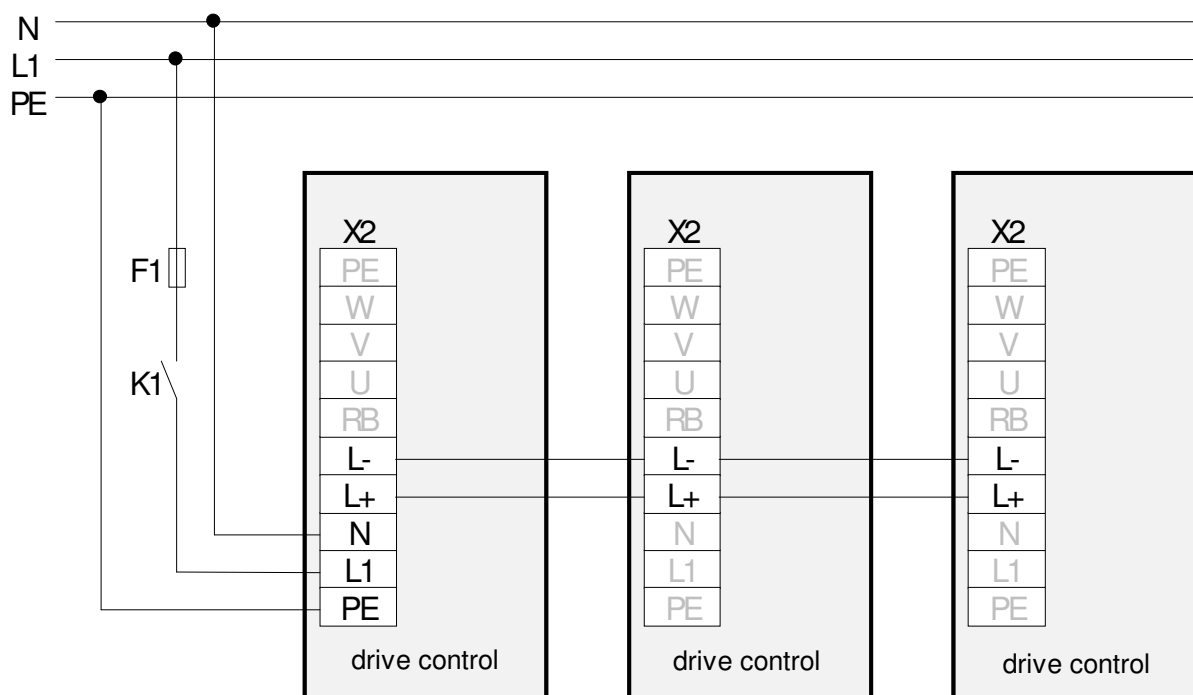 N
L1
PE
X2 X2 X2
F1 PE PE PE
W W W
V V V
K1 U U U
RB RB RB
L- L- L-
L+ L+ L+
N N N
L1 L1 L1
PE PE PE
drive control drive control drive control